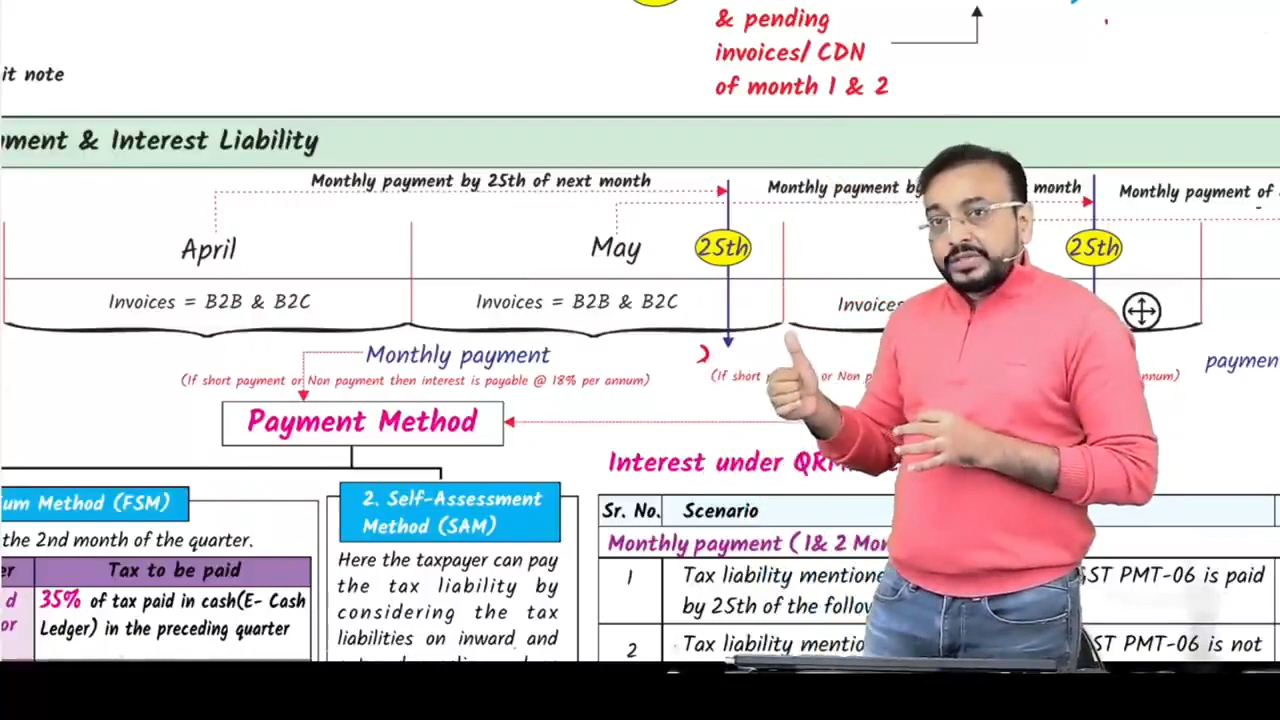 & pending
invoices/ CDN
of month 1 & 2
it note
ment & Interest Liability
Monthly payment by 25th of next month
Monthly payment by month
Monthly payment of
April
May
25th
25th
Invoices = B2B & B2C
Invoices = B2B & B2C
Invoices
Monthly payment
paymen
(If short payment or Non payment then interest is payable @ 18% per annum)
(If short or Non p annum)
Payment Method
Interest under QRM
um Method (FSM)
2. Self-Assessment
Method (SAM)
Sr. No.
Scenario
the 2nd month of the quarter.
Monthly payment ( 1& 2 Mon
er
Tax to be paid
Here the taxpayer can pay
the tax liability by
considering the tax
liabilities on inward and
d
or
35% of tax paid in cash(E- Cash
Ledger) in the preceding quarter
1
Tax liability mentione ST PMT-06 is paid
by 25th of the follow
2
Tax liability mentio ST PMT-06 is not